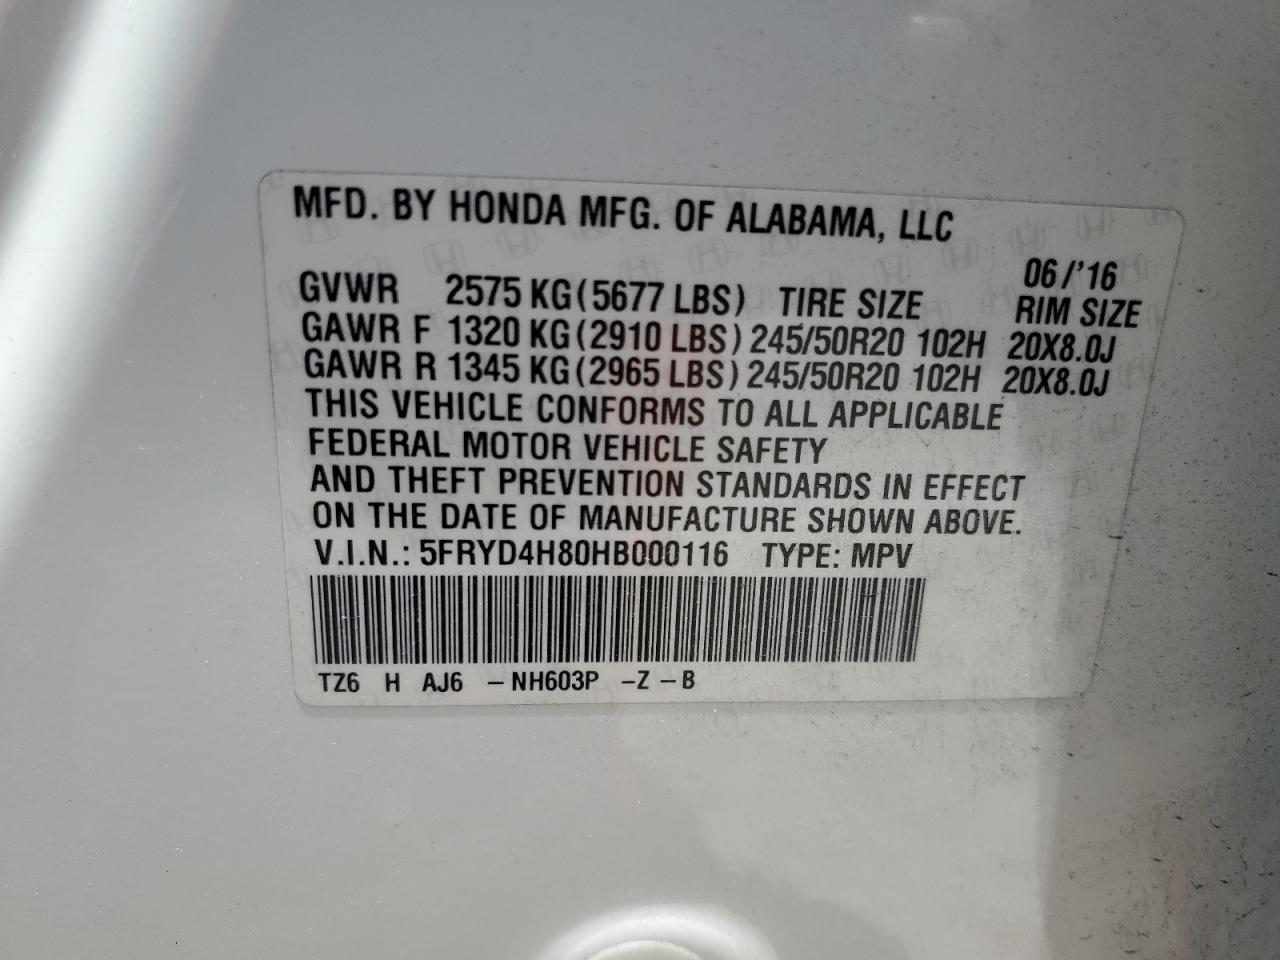 MFD. BY HONDA MFG. OF ALABAMA, LLC
06/'16
GVWR 2575 KG(5677 LBS) TIRE SIZE RIM SIZE
GAWR F 1320 KG(2910 LBS) 245/50R20 102H 20X8.0J
GAWR R 1345 KG(2965 LBS) 245/50R20 102H 20X8.0J
THIS VEHICLE CONFORMS TO ALL APPLICABLE
FEDERAL MOTOR VEHICLE SAFETY
AND THEFT PREVENTION STANDARDS IN EFFECT
ON THE DATE OF MANUFACTURE SHOWN ABOVE.
V.I.N.: 5FRYD4H80HB000116 TYPE: MPV
TZ6 H AJ6 -NH603P -Z -B